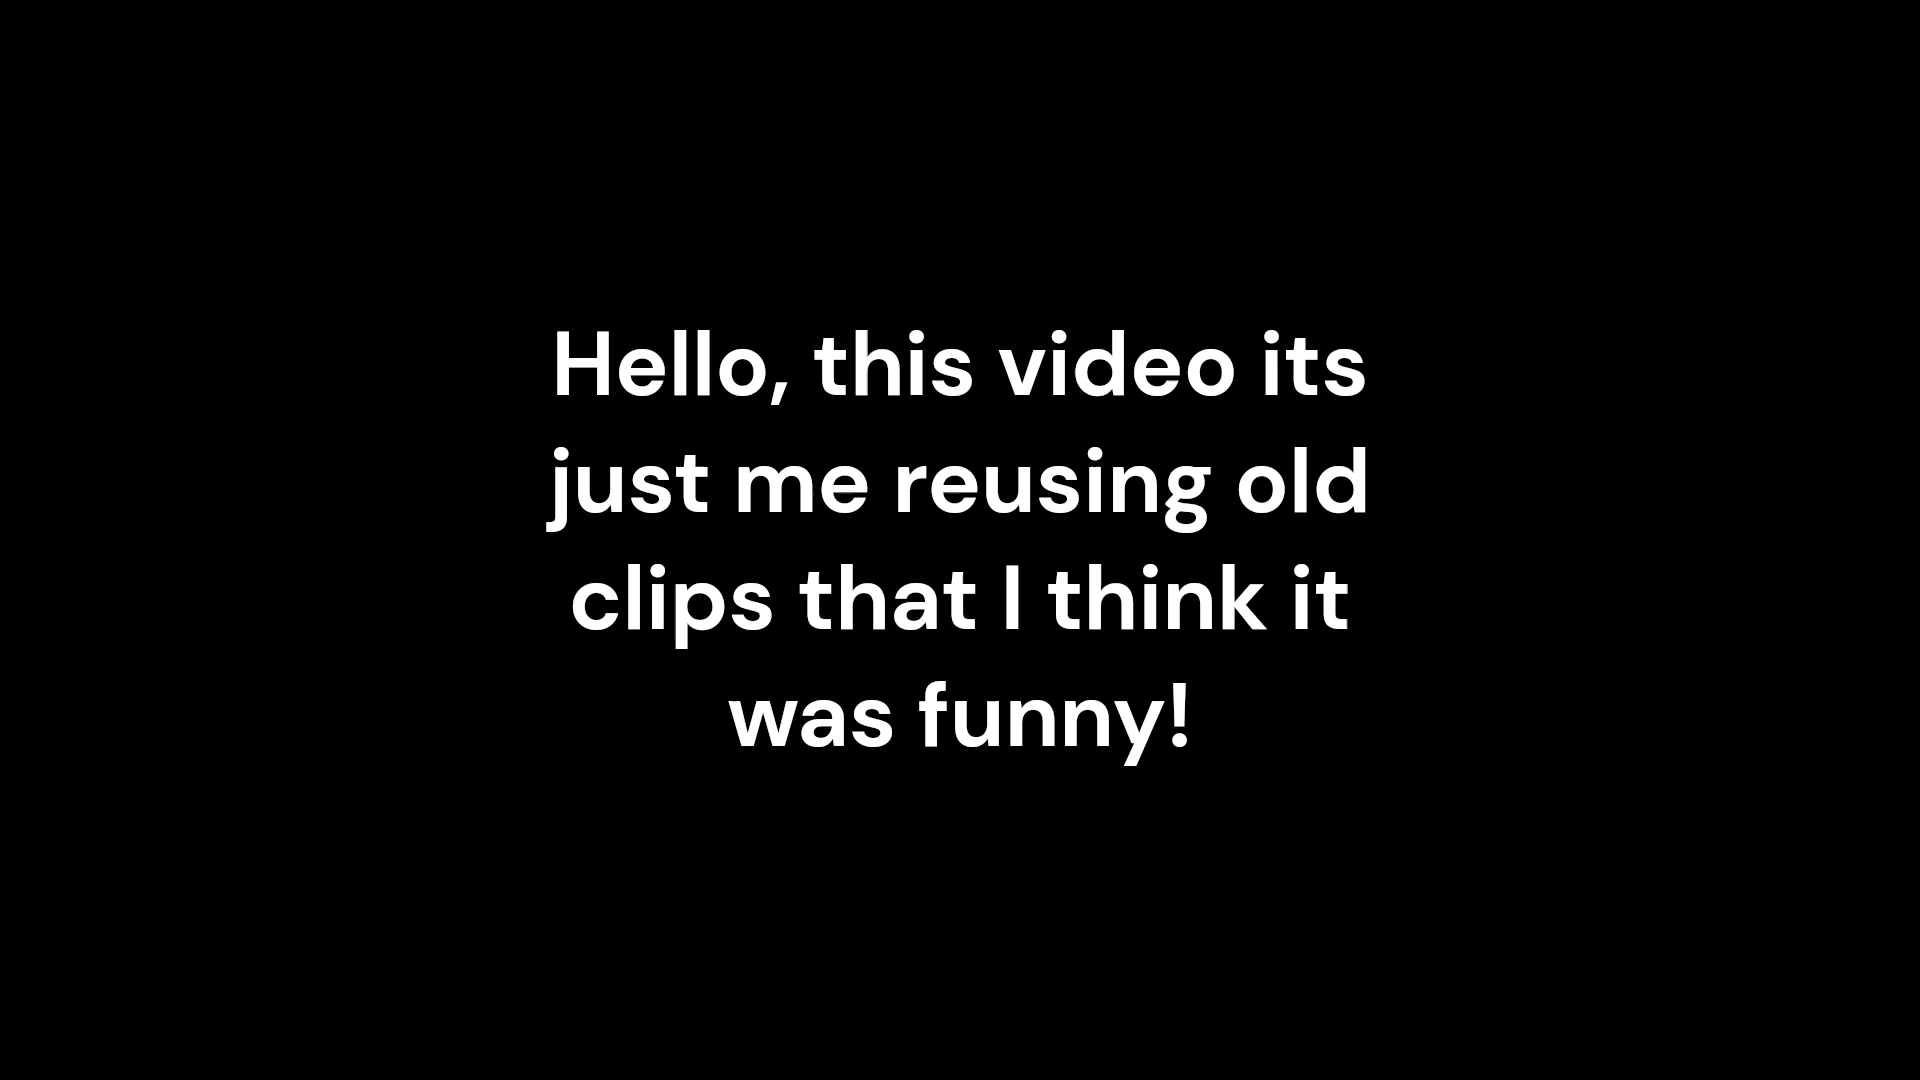 Hello, this video its
just me reusing old
clips that I think it
was funny!